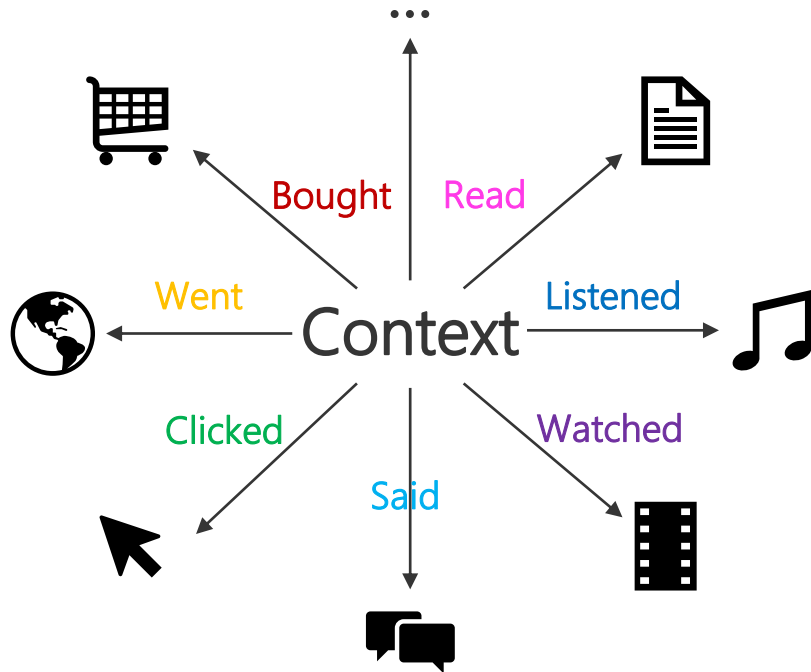 ...
Bought
Read
Went
Listened
Context
Clicked
Watched
Said